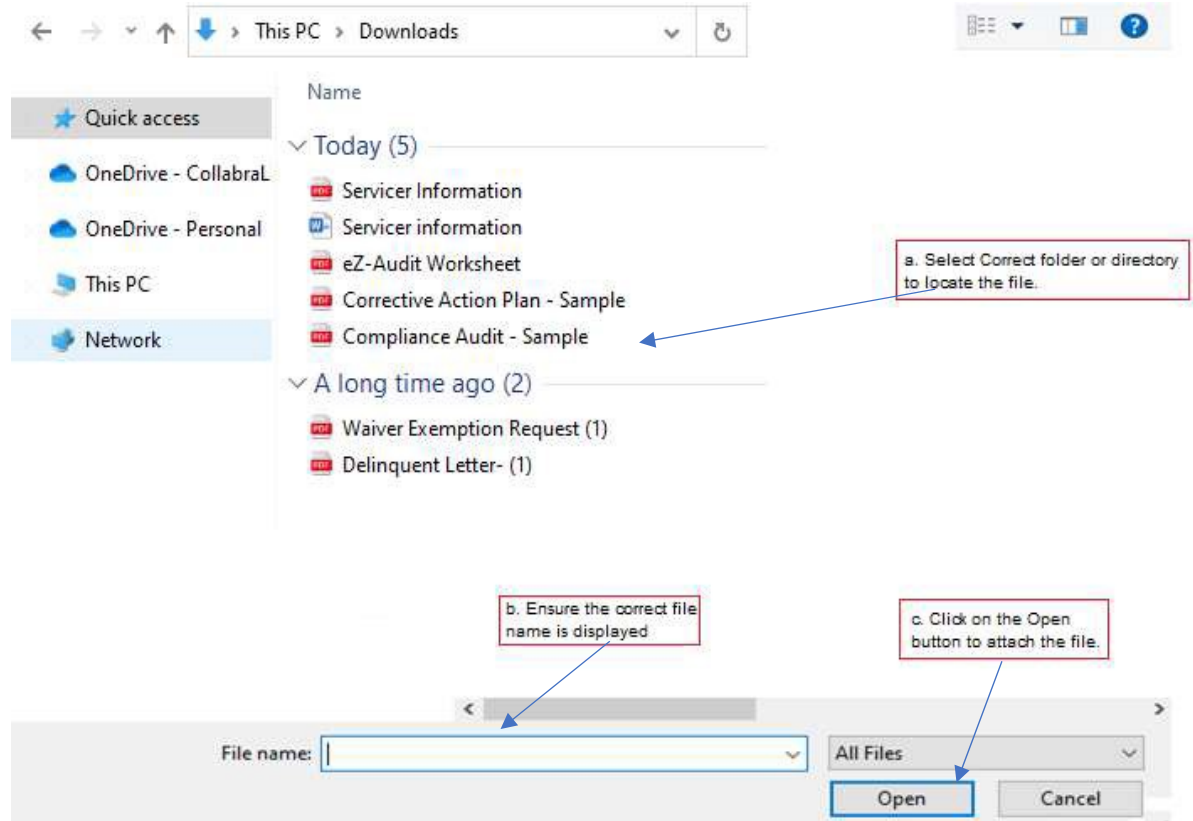 This PC > Downloads
Name
Quick access
Today (5)
OneDrive - CollabraL
Servicer Information
Servicer information
OneDrive - Personal
eZ-Audit Worksheet
a. Select Correct folder or directory
to locate the file.
This PC
Corrective Action Plan - Sample
Compliance Audit - Sample
Network
A long time ago (2)
Waiver Exemption Request (1)
Delinquent Letter- (1)
b. Ensure the correct file
name is displayed
c. Click on the Open
button to attach the file.
File name:
All Files
Open
Cancel